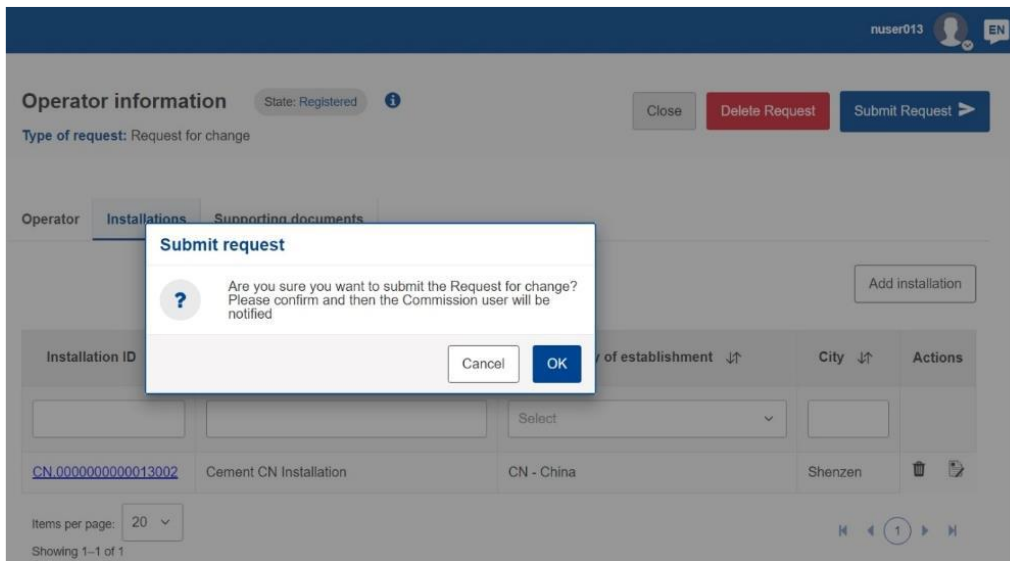 nuser013
EN
Operator information
State: Registered
Close
Delete Request
Submit Request
Type of request: Request for change
Operator
Installations
Supporting documents
Submit request
?
Are you sure you want to submit the Request for change?
Please confirm and then the Commission user will be
notified
Cancel
OK
Add installation
Installation ID
y of establishment
City
Actions
Select
CN.0000000000013002
Cement CN Installation
CN - China
Shenzen
Items per page:
20
Showing 1–1 of 1
1